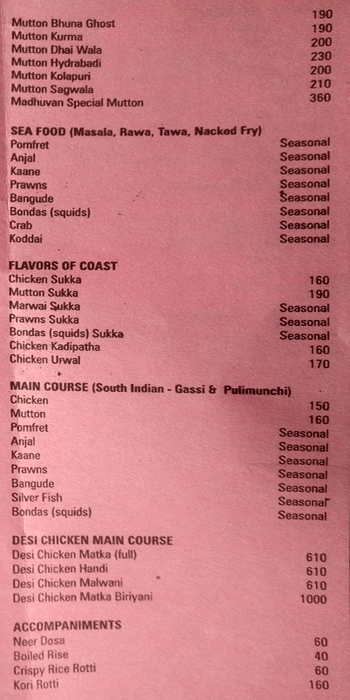 Mutton Bhuna Ghost 190
Mutton Kurma 190
Mutton Dhai Wala 200
Mutton Hydrabadi 230
Mutton Kolapuri 200
Mutton Sagwala 210
Madhuvan Special Mutton 360
SEA FOOD (Masala, Rawa, Tawa, Nacked Fry)
Pomfret Seasonal
Anjal Seasonal
Kaane Seasonal
Prawns Seasonal
Bangude Seasonal
Bondas (squids) Seasonal
Crab Seasonal
Koddai Seasonal
FLAVORS OF COAST
Chicken Sukka 160
Mutton Sukka 190
Marwai Sukka Seasonal
Prawns Sukka Seasonal
Bondas (squids) Sukka Seasonal
Chicken Kadipatha 160
Chicken Urwal 170
MAIN COURSE (South Indian - Gassi & Pulimunchi)
Chicken 150
Mutton 160
Pomfret Seasonal
Anjal Seasonal
Kaane Seasonal
Prawns Seasonal
Bangude Seasonal
Silver Fish Seasonal
Bondas (squids) Seasonal
DESI CHICKEN MAIN COURSE
Desi Chicken Matka (full) 610
Desi Chicken Handi 610
Desi Chicken Malwani 610
Desi Chicken Matka Biriyani 1000
ACCOMPANIMENTS
Neer Dosa 60
Boiled Rise 40
Crispy Rice Rotti 60
Kori Rotti 160